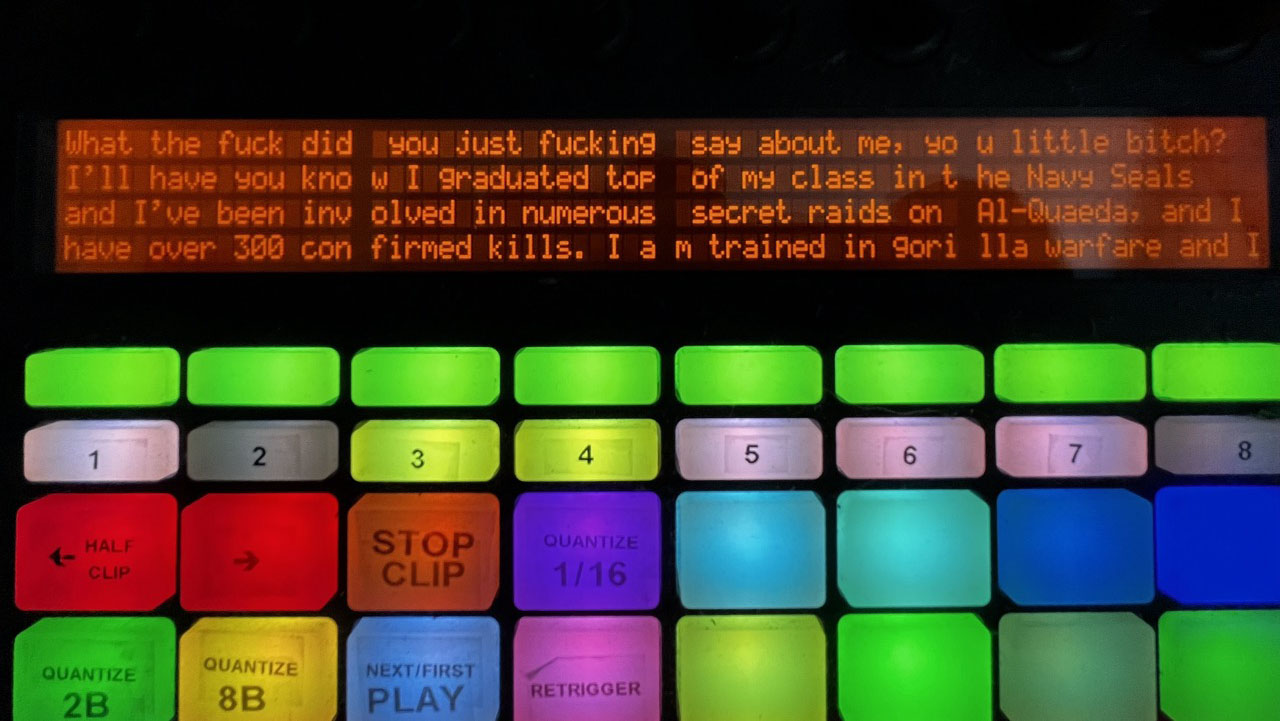 What the fuck did you just fucking say about me, yo u little bitch?
I'll have you kno w I graduated top of my class in t he Navy Seals
and I've been inv olved in numerous secret raids on Al-Quaeda, and I
have over 300 con firmed kills. I a m trained in gori lla warfare and I
1 2 3 4 5 6 7 8
← HALF CLIP
→
STOP CLIP
QUANTIZE 1/16
QUANTIZE 2B
QUANTIZE 8B
NEXT/FIRST PLAY
RETRIGGER